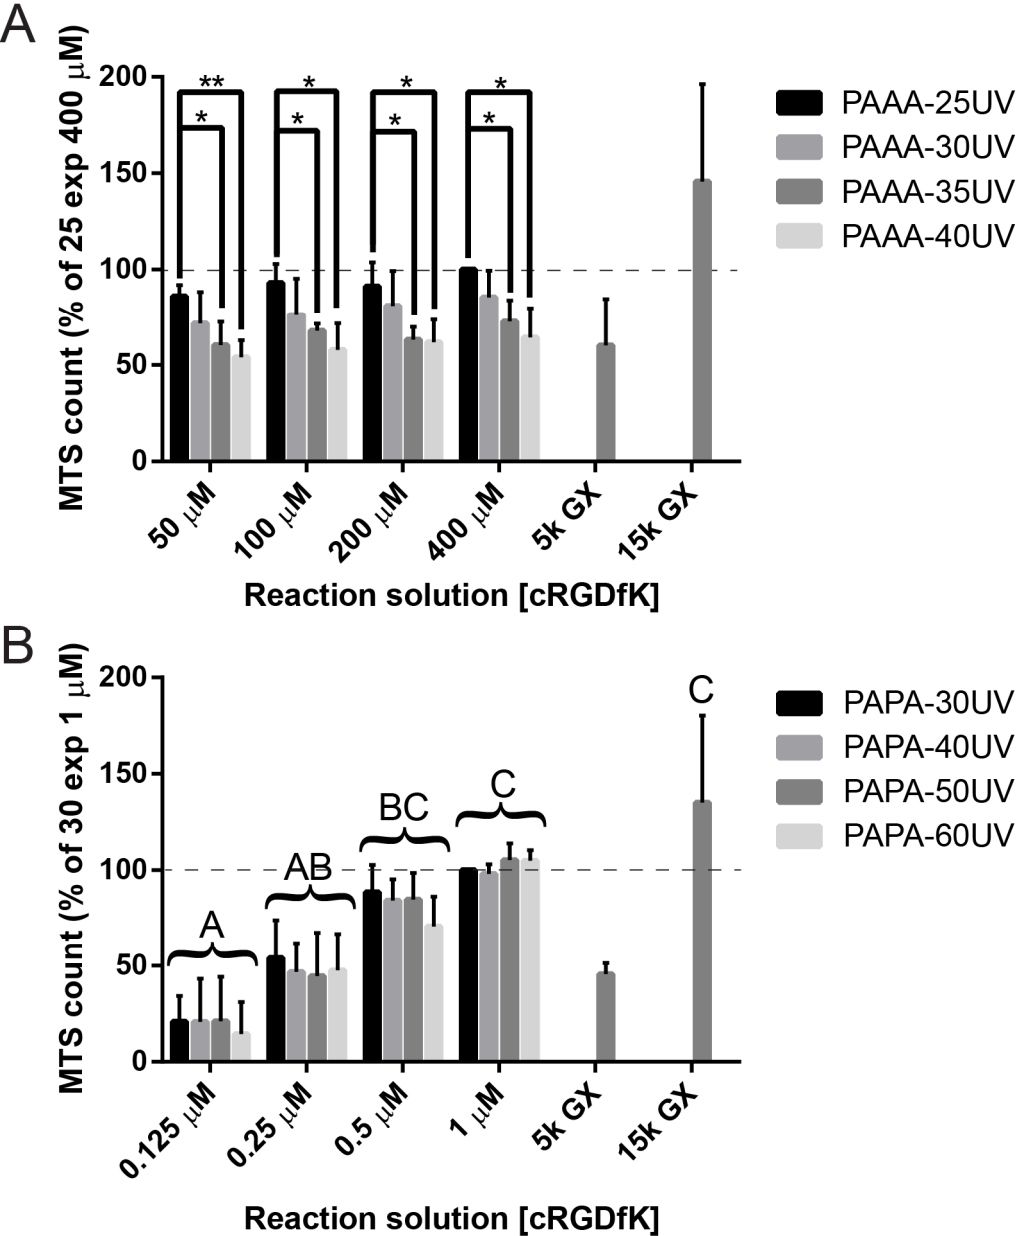 A
MTS count (% of 25 exp 400 μM)
200
150
100
50
0
** * * *
* * * *
PAAA-25UV
PAAA-30UV
PAAA-35UV
PAAA-40UV
50 μM
100 μM
200 μM
400 μM
5k GX
15k GX
Reaction solution [cRGDfK]
B
MTS count (% of 30 exp 1 μM)
200
150
100
50
0
A
AB
BC
C
C
PAPA-30UV
PAPA-40UV
PAPA-50UV
PAPA-60UV
0.125 μM
0.25 μM
0.5 μM
1 μM
5k GX
15k GX
Reaction solution [cRGDfK]